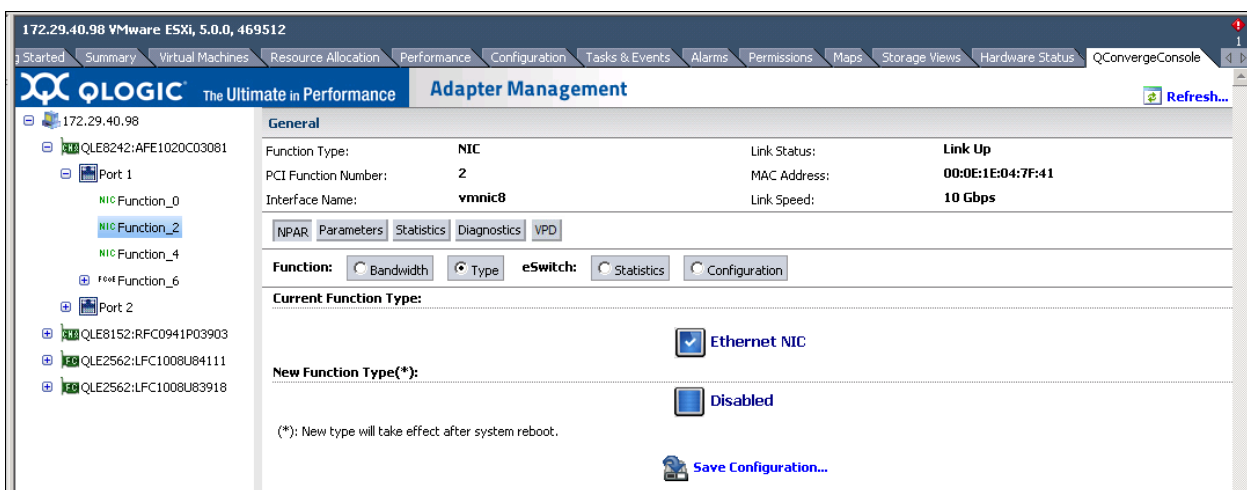 172.29.40.98 VMware ESXi, 5.0.0, 469512
1
g Started Summary Virtual Machines Resource Allocation Performance Configuration Tasks & Events Alarms Permissions Maps Storage Views Hardware Status QConvergeConsole
QLOGIC The Ultimate in Performance Adapter Management
Refresh...
172.29.40.98
General
QLE8242:AFE1020C03081
Function Type: NIC Link Status: Link Up
Port 1
PCI Function Number: 2 MAC Address: 00:0E:1E:04:7F:41
NIC Function_0
Interface Name: vmnic8 Link Speed: 10 Gbps
NIC Function_2
NPAR Parameters Statistics Diagnostics VPD
NIC Function_4
Function: Bandwidth Type eSwitch: Statistics Configuration
FCoE Function_6
Current Function Type:
Port 2
QLE8152:RFC0941P03903
Ethernet NIC
QLE2562:LFC1008U84111
New Function Type(*):
QLE2562:LFC1008U83918
Disabled
(*): New type will take effect after system reboot.
Save Configuration...